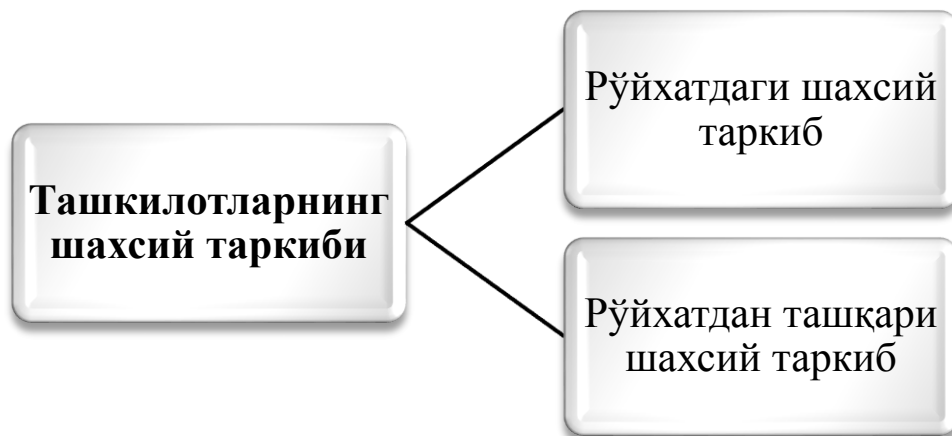 Ташкилотларнинг
шахсий таркиби
Рўйхатдаги шахсий
таркиб
Рўйхатдан ташқари
шахсий таркиб